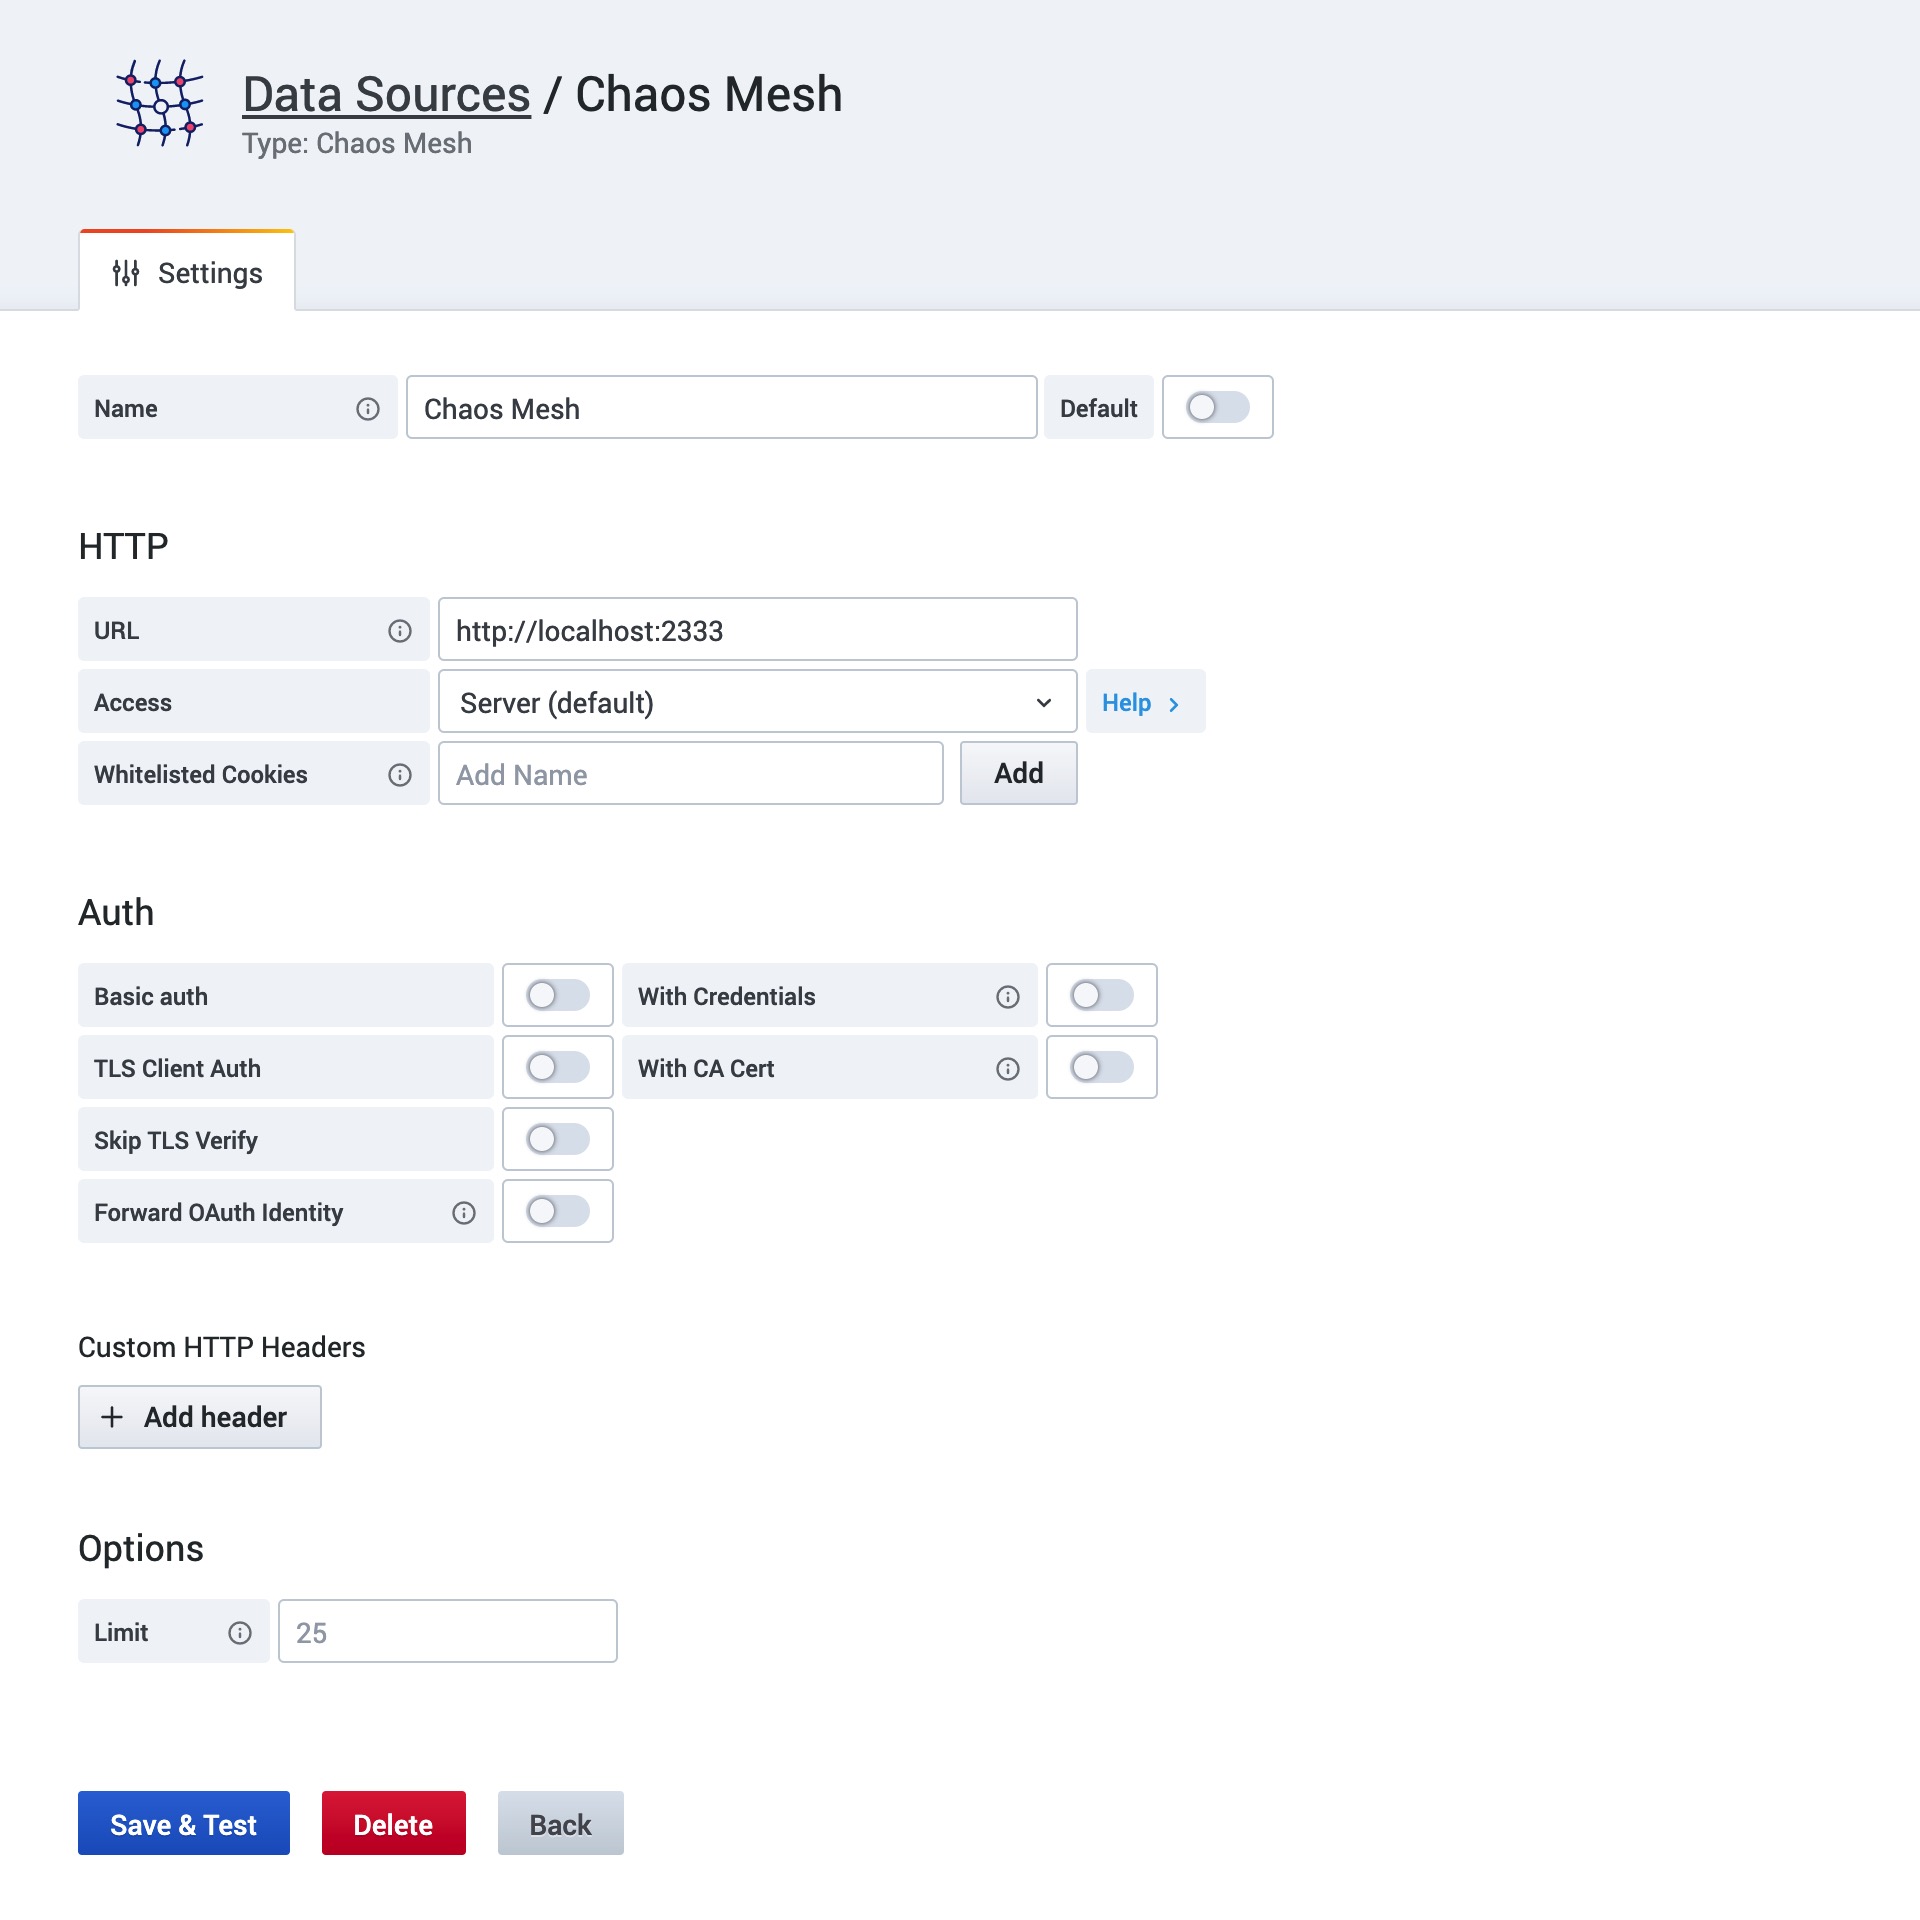 Data Sources / Chaos Mesh
Type: Chaos Mesh
Settings
Name Chaos Mesh Default
HTTP
URL http://localhost:2333
Access Server (default) Help
Whitelisted Cookies Add Name Add
Auth
Basic auth With Credentials
TLS Client Auth With CA Cert
Skip TLS Verify
Forward OAuth Identity
Custom HTTP Headers
Add header
Options
Limit 25
Save & Test Delete Back